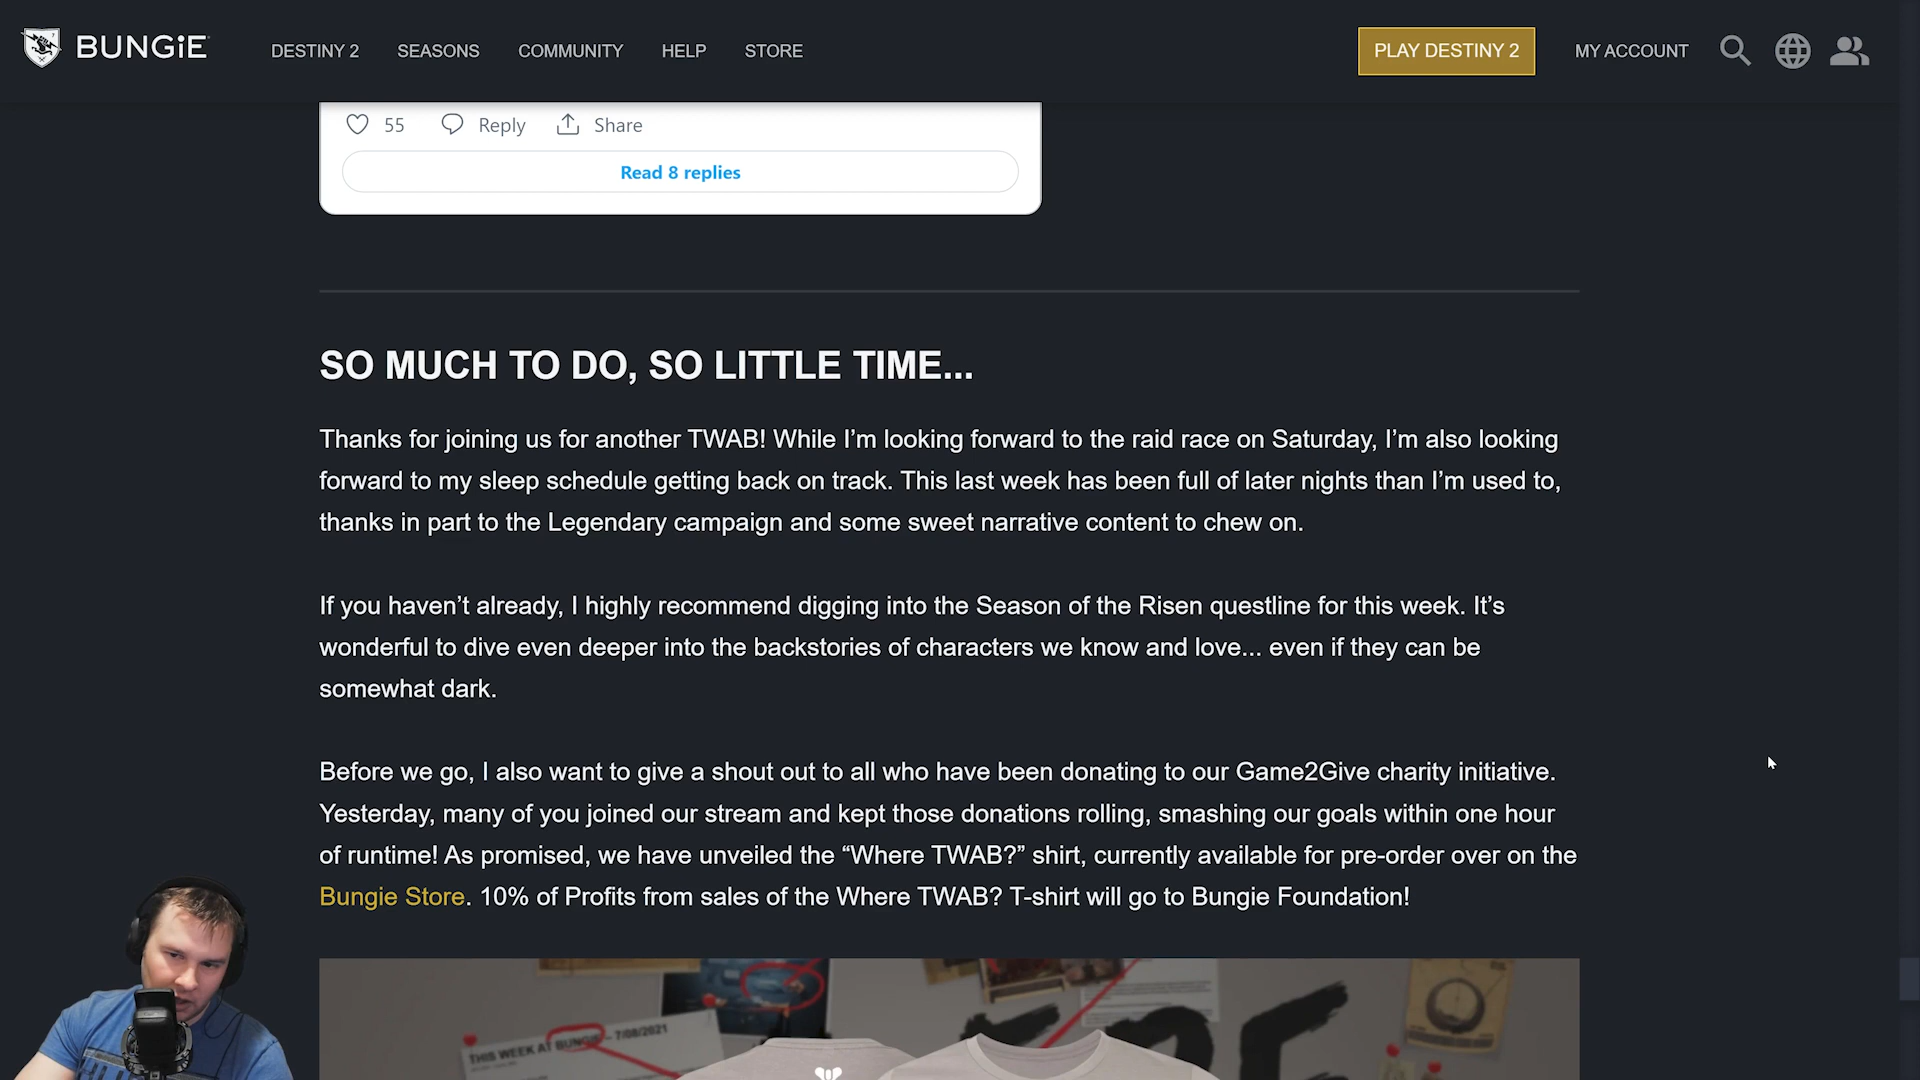 BUNGiE
DESTINY 2
SEASONS
COMMUNITY
HELP
STORE
PLAY DESTINY 2
MY ACCOUNT
55
Reply
Share
Read 8 replies
SO MUCH TO DO, SO LITTLE TIME...
Thanks for joining us for another TWAB! While I’m looking forward to the raid race on Saturday, I’m also looking
forward to my sleep schedule getting back on track. This last week has been full of later nights than I’m used to,
thanks in part to the Legendary campaign and some sweet narrative content to chew on.
If you haven’t already, I highly recommend digging into the Season of the Risen questline for this week. It’s
wonderful to dive even deeper into the backstories of characters we know and love... even if they can be
somewhat dark.
Before we go, I also want to give a shout out to all who have been donating to our Game2Give charity initiative.
Yesterday, many of you joined our stream and kept those donations rolling, smashing our goals within one hour
of runtime! As promised, we have unveiled the “Where TWAB?” shirt, currently available for pre-order over on the
Bungie Store. 10% of Profits from sales of the Where TWAB? T-shirt will go to Bungie Foundation!
THIS WEEK AT BUNGIE – 7/08/2021